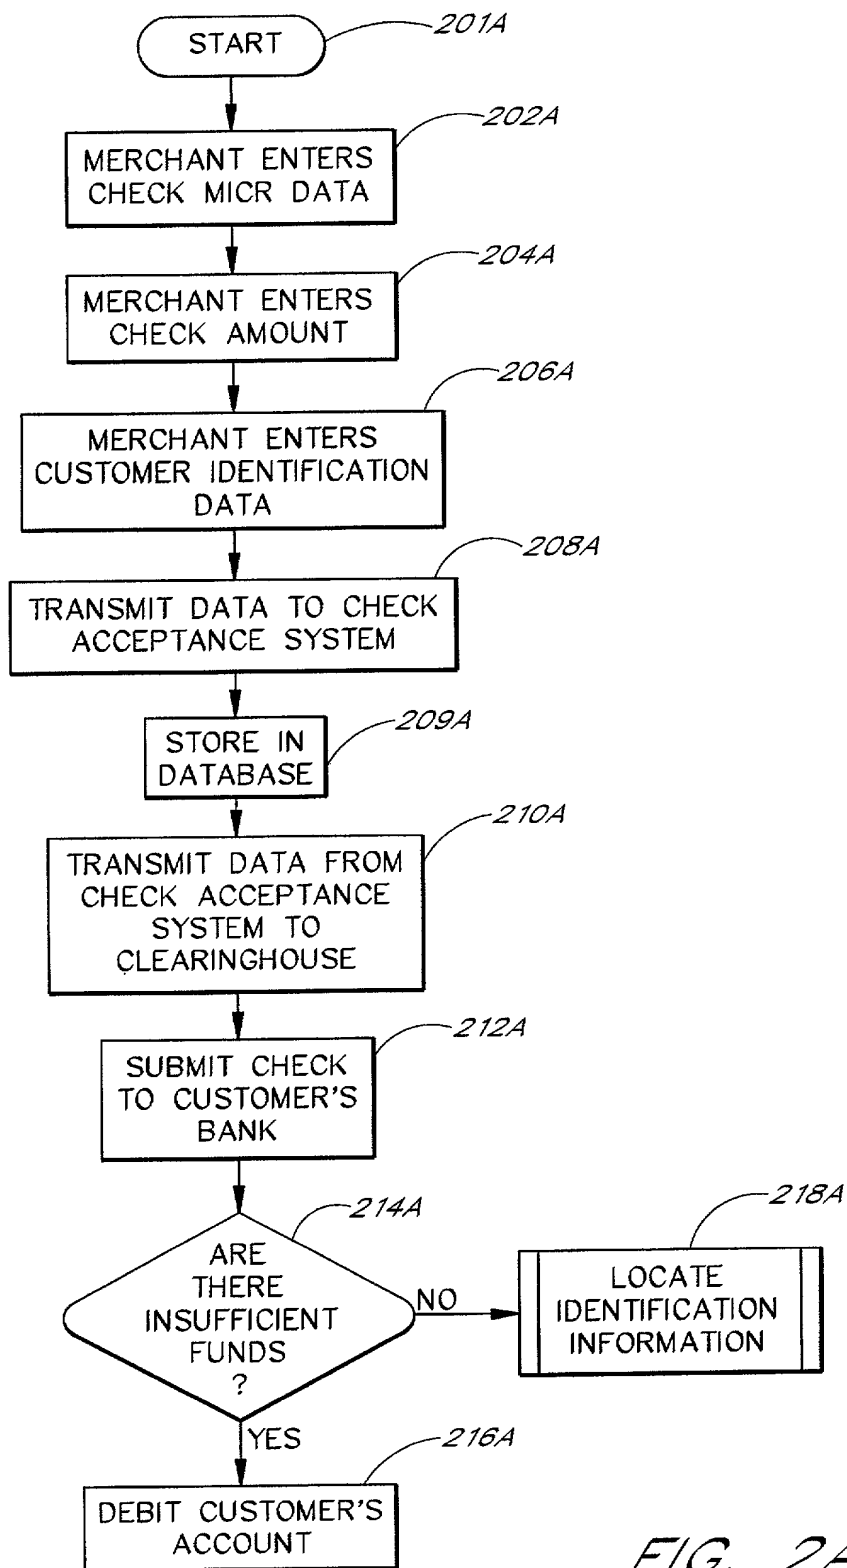 START
201A
202A
MERCHANT ENTERS
CHECK MICR DATA
204A
MERCHANT ENTERS
CHECK AMOUNT
206A
MERCHANT ENTERS
CUSTOMER IDENTIFICATION
DATA
208A
TRANSMIT DATA TO CHECK
ACCEPTANCE SYSTEM
209A
STORE IN
DATABASE
210A
TRANSMIT DATA FROM
CHECK ACCEPTANCE
SYSTEM TO
CLEARINGHOUSE
212A
SUBMIT CHECK
TO CUSTOMER'S
BANK
214A
ARE
THERE
INSUFFICIENT
FUNDS
?
NO
218A
LOCATE
IDENTIFICATION
INFORMATION
YES
216A
DEBIT CUSTOMER'S
ACCOUNT
FIG. 2A